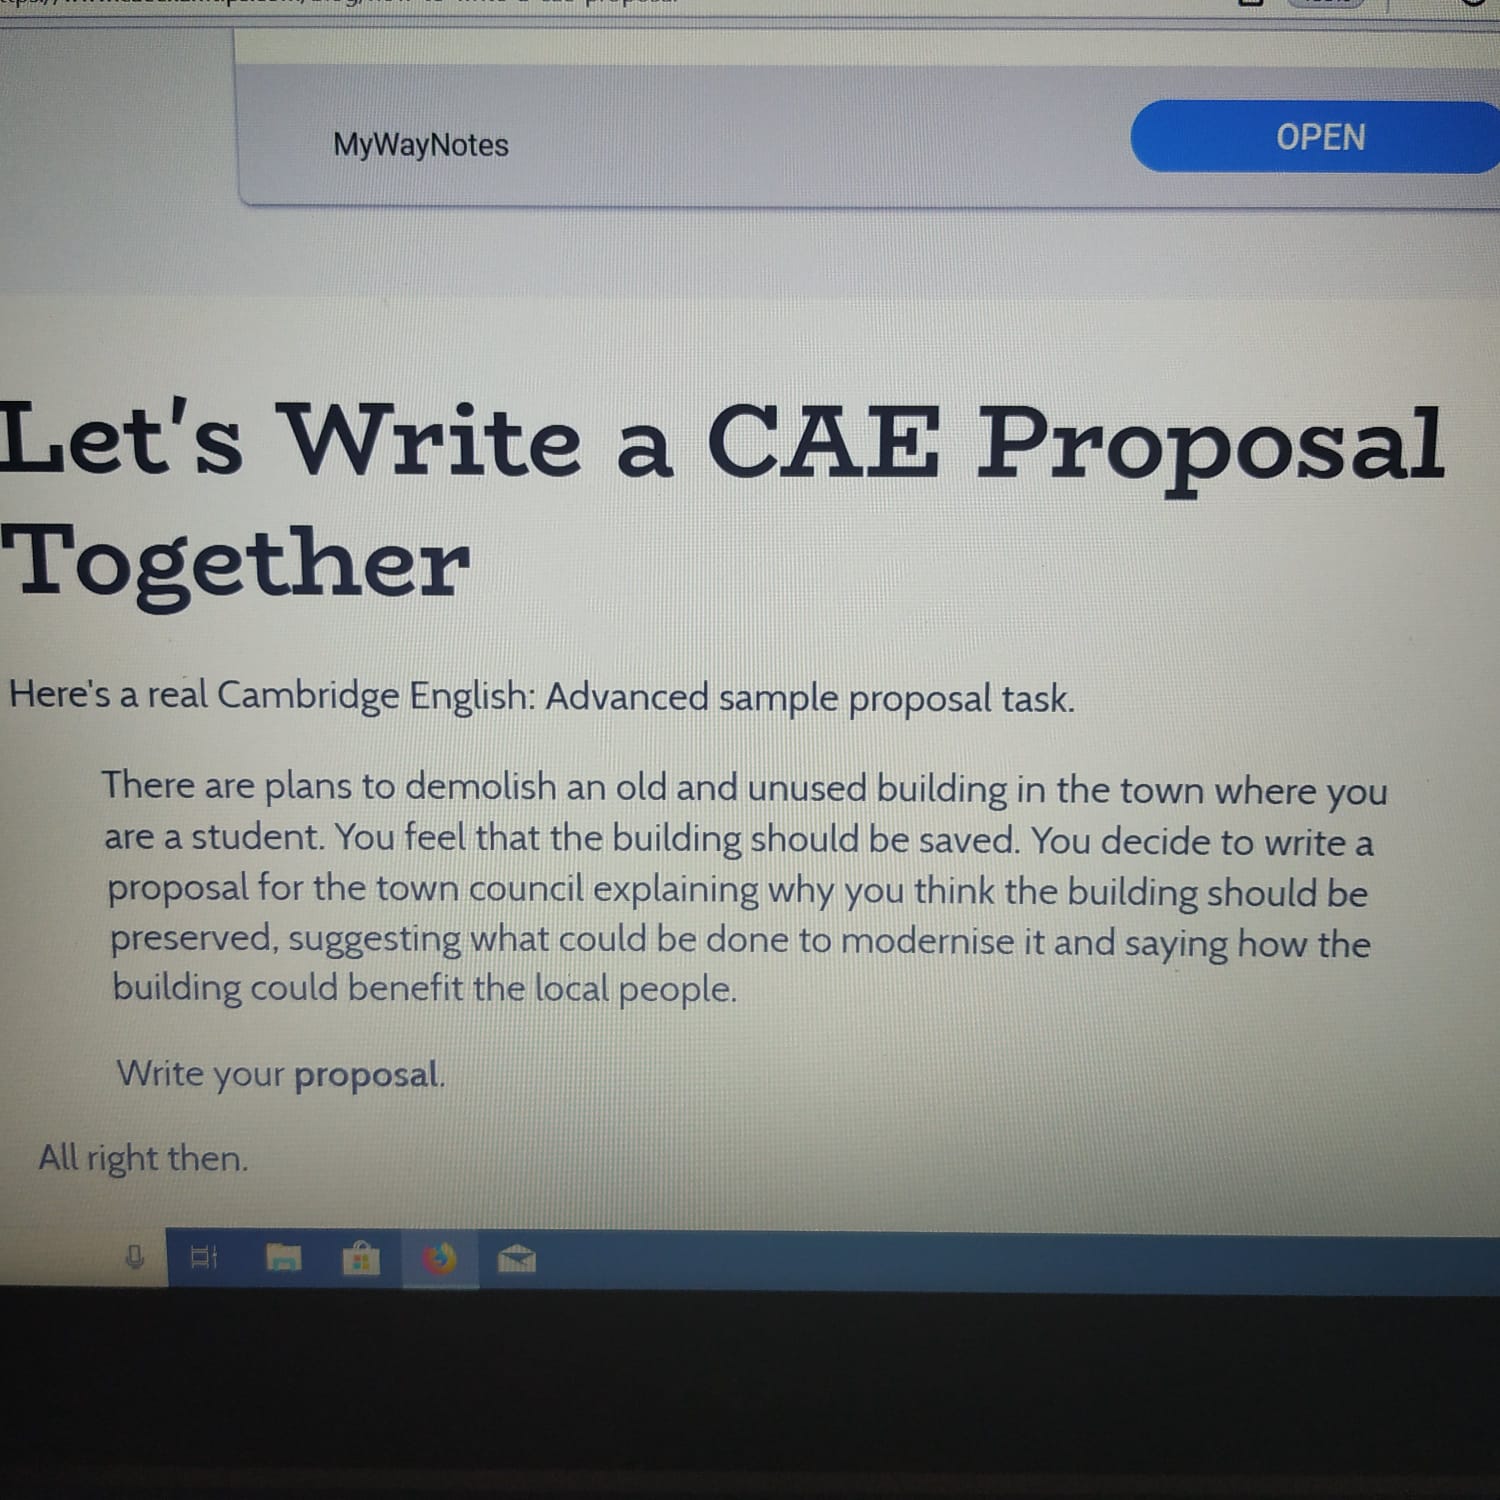 MyWayNotes
OPEN
Let's Write a CAE Proposal
Together
Here's a real Cambridge English: Advanced sample proposal task.
There are plans to demolish an old and unused building in the town where you
are a student. You feel that the building should be saved. You decide to write a
proposal for the town council explaining why you think the building should be
preserved, suggesting what could be done to modernise it and saying how the
building could benefit the local people.
Write your proposal.
All right then.